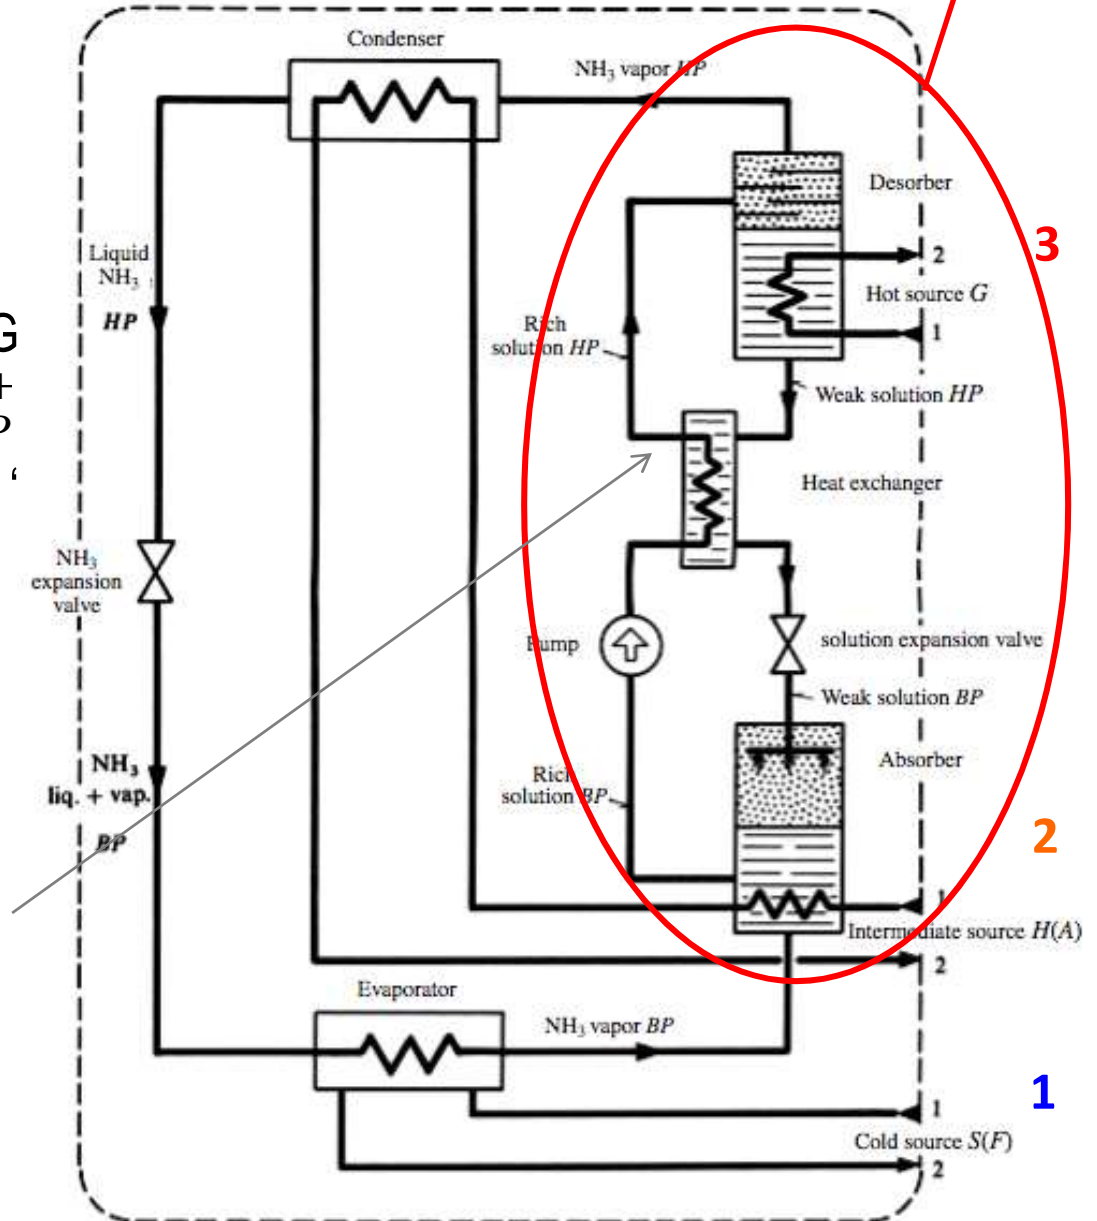 Condenser
NH₃ vapor HP
Desorber
3
2
Liquid
NH₃
Hot source G
HP
G
Rich
solution HP
1
+
Weak solution HP
Heat exchanger
NH₃
expansion
valve
Pump
solution expansion valve
Weak solution BP
NH₃
liq. + vap.
Absorber
Rich
solution BP
BP
2
1
Intermediate source H(A)
2
Evaporator
NH₃ vapor BP
1
1
Cold source S(F)
2